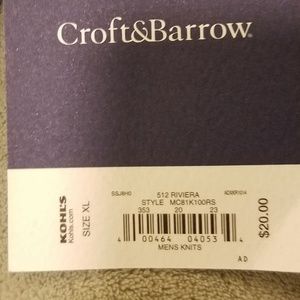 Croft&Barrow®
SSJ8H0
512 RIVIERA
STYLE MC81K100RS
353 20 23
4 00464 04053 4
MENS KNITS
AD
KOHL'S
Kohls.com
SIZE XL
$20.00